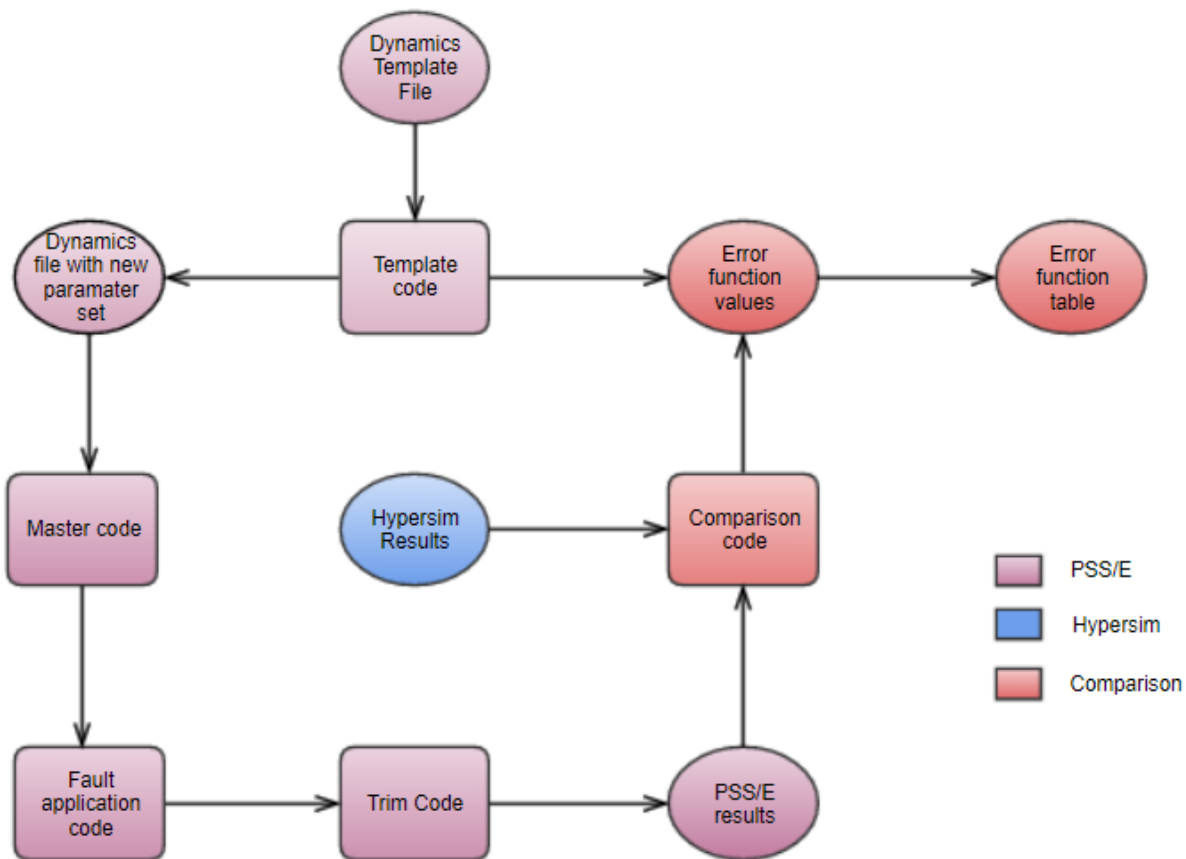 Dynamics
Template
File
Dynamics
file with new
paramater
set
Template
code
Error
function
values
Error
function
table
Master code
Hypersim
Results
Comparison
code
PSS/E
Hypersim
Comparison
Fault
application
code
Trim Code
PSS/E
results